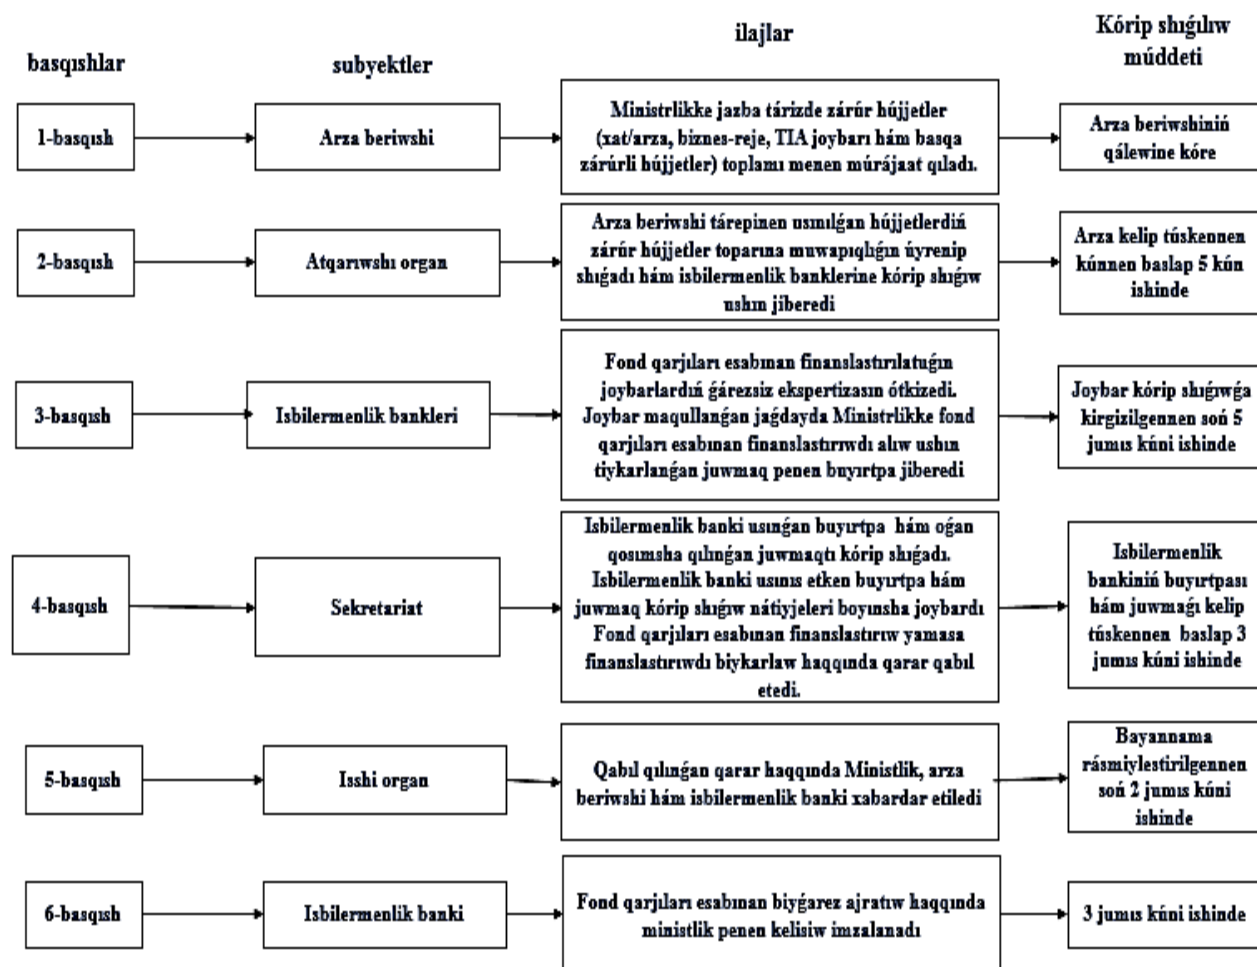 basqıshlar
subyektler
ilajlar
Kórip shıǵılıw
múddeti
1-basqısh
Arza beriwshi
Ministrlikke jazba tárizde zárúr hújjetler
(xat/arza, biznes-reje, TIA joybarı hám basqa
zárúrli hújjetler) toplamı menen múrájaat qıladı.
Arza beriwshiniń
qálewine kóre
2-basqısh
Atqarıwshı organ
Arza beriwshi tárepinen usınılǵan hújjetlerdiń
zárúr hújjetler toparına muwapıqlıǵın úyrenip
shıǵadı hám isbilermenlik banklerine kórip shıǵıw
ushın jiberedi
Arza kelip túskennen
kúnnen baslap 5 kún
ishinde
3-basqısh
Isbilermenlik bankleri
Fond qarjıları esabınan finanslastırılatuǵın
joybarlardıń ǵárezsiz ekspertizasın ótkizedi.
Joybar maqullanǵan jaǵdayda Ministrlikke fond
qarjıları esabınan finanslastırıwdı alıw ushın
tiykarlanǵan juwmaq penen buyırtpa jiberedi
Joybar kórip shıǵıwǵa
kirgizilgennen soń 5
jumıs kúni ishinde
4-basqısh
Sekretariat
Isbilermenlik banki usınǵan buyırtpa hám oǵan
qosımsha qılınǵan juwmaqtı kórip shıǵadı.
Isbilermenlik banki usınıs etken buyırtpa hám
juwmaq kórip shıǵıw nátiyjeleri boyınsha joybardı
Fond qarjıları esabınan finanslastırıw yamasa
finanslastırıwdı biykarlaw haqqında qarar qabıl
etedi.
Isbilermenlik
bankiniń buyırtpası
hám juwmaǵı kelip
túskennen baslap 3
jumıs kúni ishinde
5-basqısh
Isshi organ
Qabıl qılınǵan qarar haqqında Ministlik, arza
beriwshi hám isbilermenlik banki xabardar etiledi
Bayannama
rásmiylestirilgennen
soń 2 jumıs kúni
ishinde
6-basqısh
Isbilermenlik banki
Fond qarjıları esabınan biyǵarez ajratıw haqqında
ministlik penen kelisiw imzalanadı
3 jumıs kúni ishinde